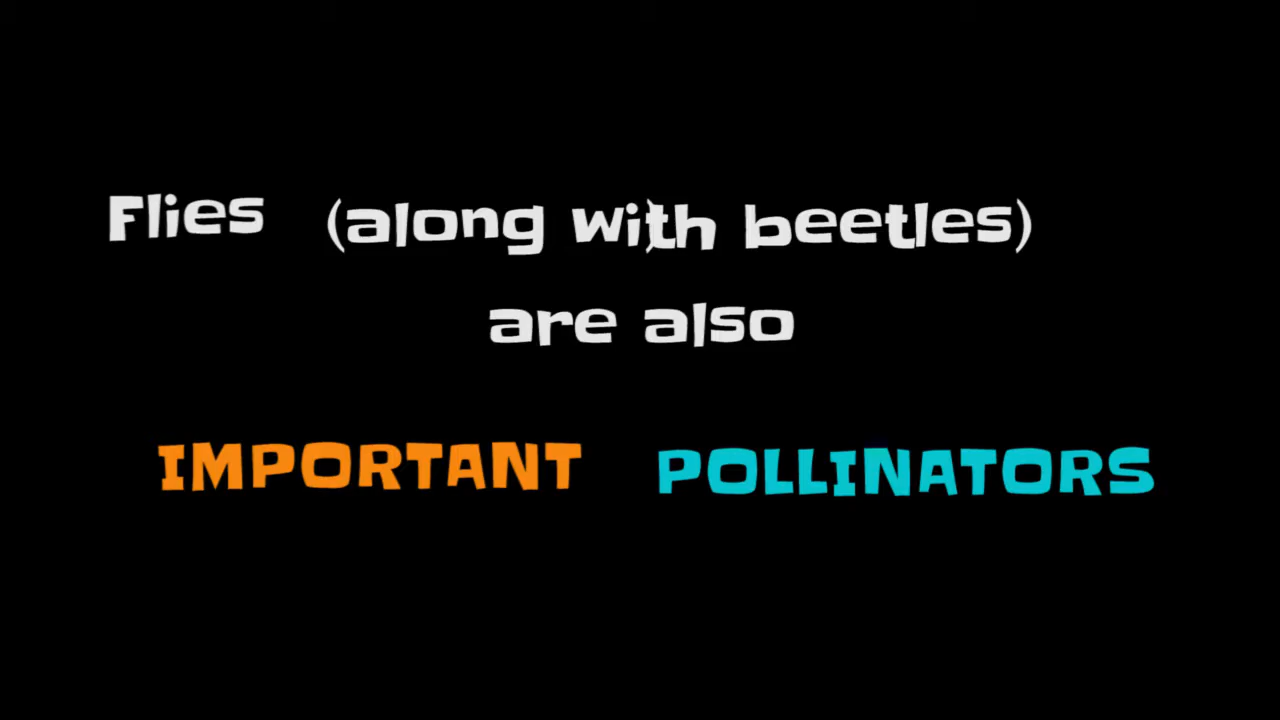 Flies (along with beetles)
are also
IMPORTANT POLLINATORS